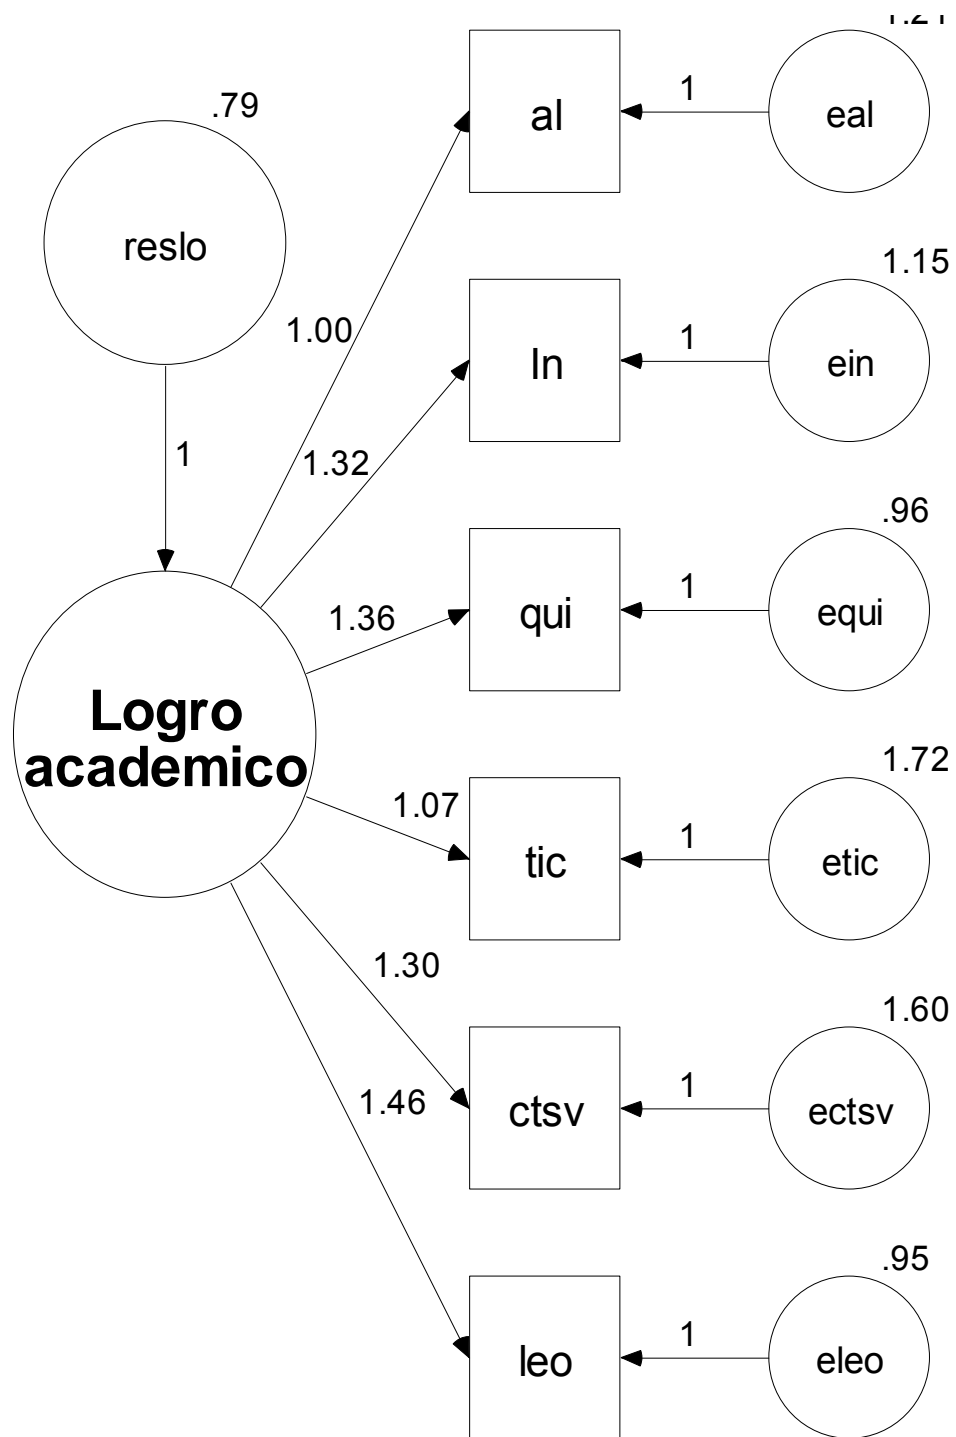 .79
reslo
1
Logro
academico
1.00
1.32
1.36
1.07
1.30
1.46
al
1
eal
In
1
ein
1.15
qui
1
equi
.96
tic
1
etic
1.72
ctsv
1
ectsv
1.60
leo
1
eleo
.95